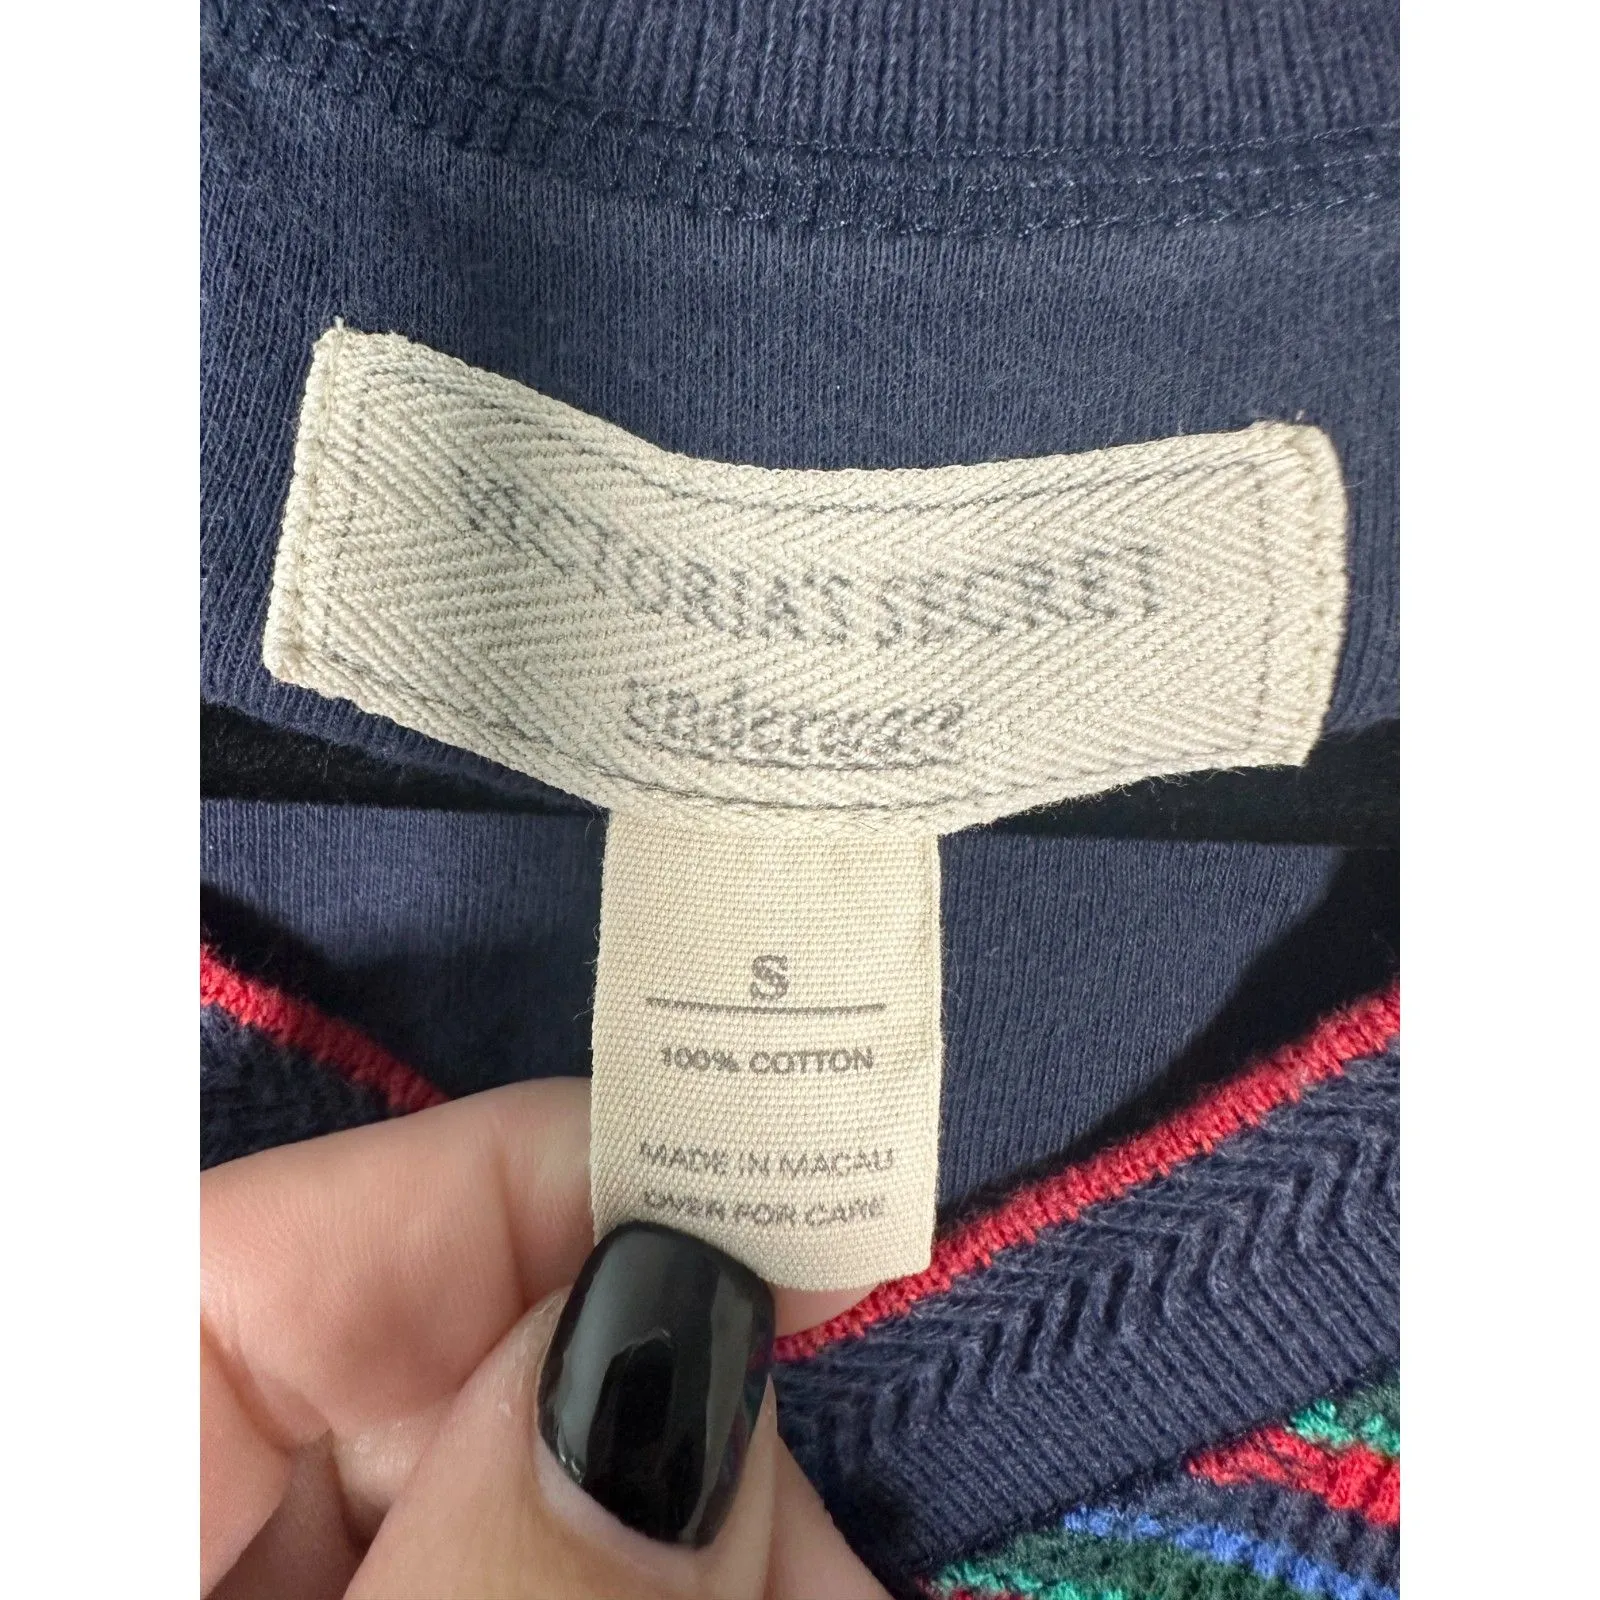 VICTORIA'S SECRET
Underwear
S
100% COTTON
MADE IN MACAU
OVER FOR CARE